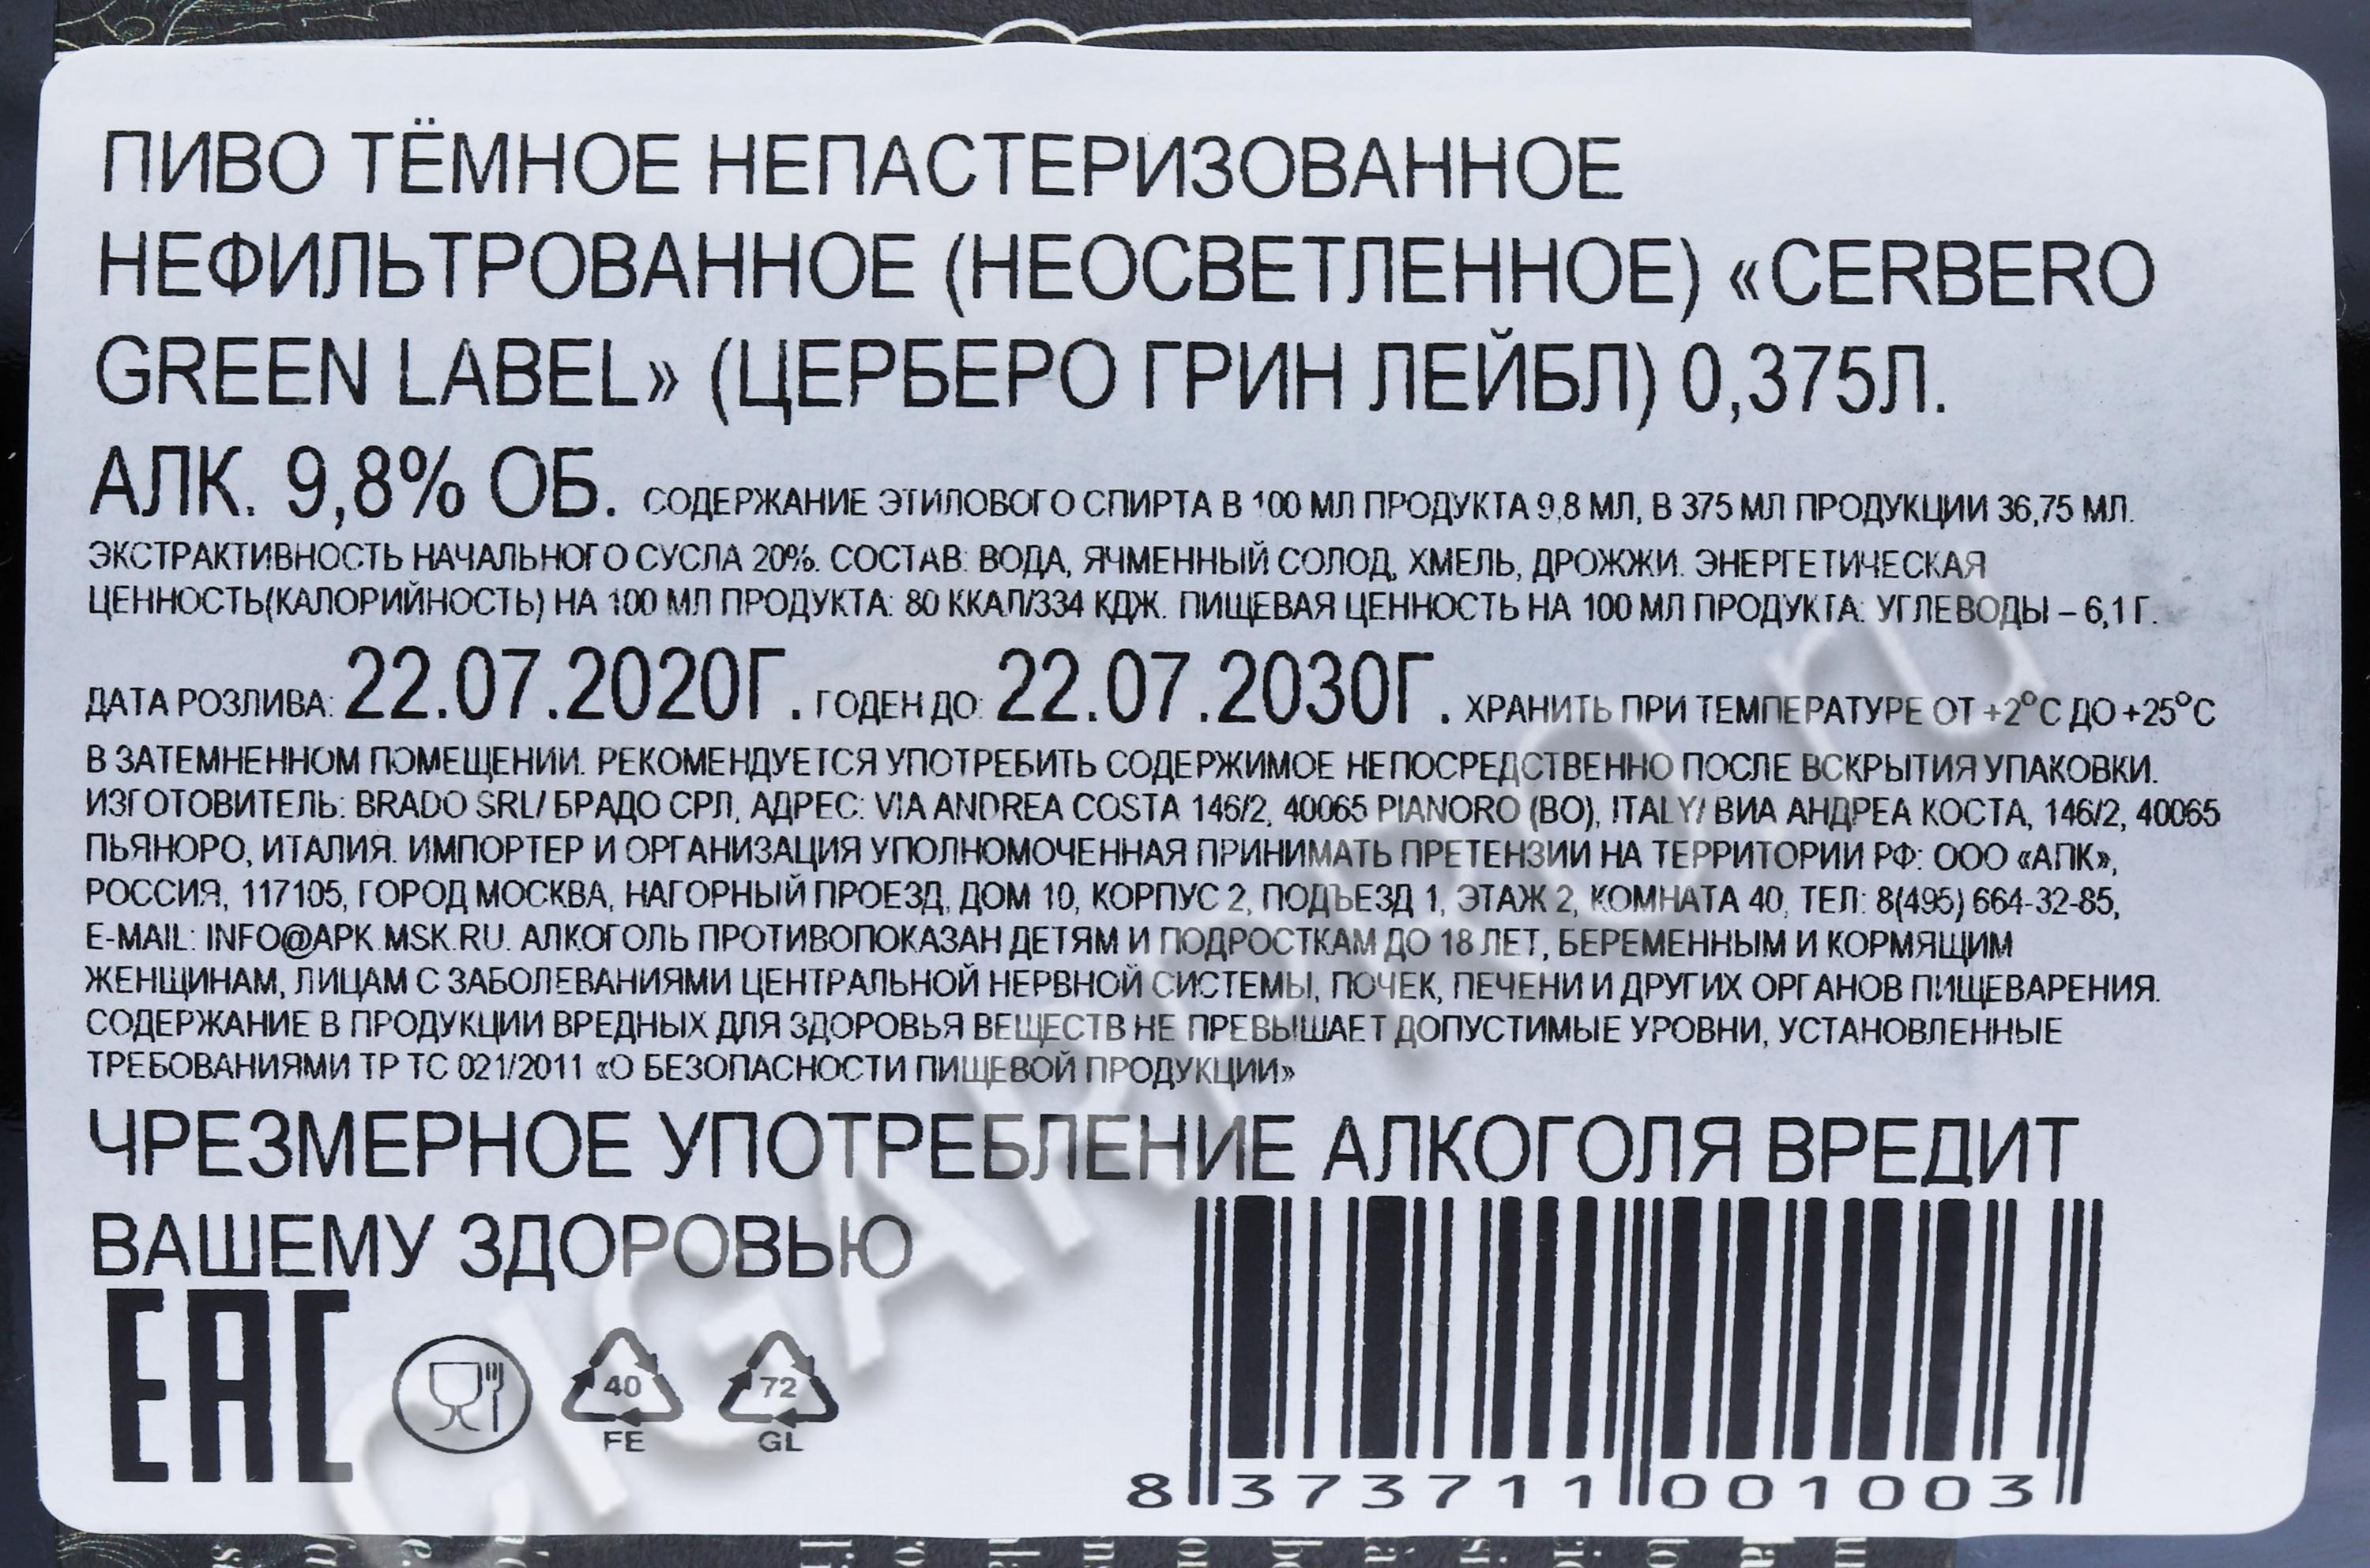 ПИВО ТЁМНОЕ НЕПАСТЕРИЗОВАННОЕ
НЕФИЛЬТРОВАННОЕ (НЕОСВЕТЛЕННОЕ) «CERBERO
GREEN LABEL» (ЦЕРБЕРО ГРИН ЛЕЙБЛ) 0,375Л.
АЛК. 9,8% ОБ. СОДЕРЖАНИЕ ЭТИЛОВОГО СПИРТА В 100 МЛ ПРОДУКТА 9,8 МЛ, В 375 МЛ ПРОДУКЦИИ 36,75 МЛ.
ЭКСТРАКТИВНОСТЬ НАЧАЛЬНОГО СУСЛА 20%. СОСТАВ: ВОДА, ЯЧМЕННЫЙ СОЛОД, ХМЕЛЬ, ДРОЖЖИ. ЭНЕРГЕТИЧЕСКАЯ
ЦЕННОСТЬ(КАЛОРИЙНОСТЬ) НА 100 МЛ ПРОДУКТА: 80 ККАЛ/334 КДЖ. ПИЩЕВАЯ ЦЕННОСТЬ НА 100 МЛ ПРОДУКТА: УГЛЕВОДЫ – 6,1 Г.
ДАТА РОЗЛИВА: 22.07.2020Г. ГОДЕН ДО: 22.07.2030Г. ХРАНИТЬ ПРИ ТЕМПЕРАТУРЕ ОТ +2°С ДО +25°С
В ЗАТЕМНЕННОМ ПОМЕЩЕНИИ. РЕКОМЕНДУЕТСЯ УПОТРЕБИТЬ СОДЕРЖИМОЕ НЕПОСРЕДСТВЕННО ПОСЛЕ ВСКРЫТИЯ УПАКОВКИ.
ИЗГОТОВИТЕЛЬ: BRADO SRL/ БРАДО СРЛ, АДРЕС: VIA ANDREA COSTA 146/2, 40065 PIANORO (BO), ITALY/ ВИА АНДРЕА КОСТА, 146/2, 40065
ПЬЯНОРО, ИТАЛИЯ. ИМПОРТЕР И ОРГАНИЗАЦИЯ УПОЛНОМОЧЕННАЯ ПРИНИМАТЬ ПРЕТЕНЗИИ НА ТЕРРИТОРИИ РФ: ООО «АПК»,
РОССИЯ, 117105, ГОРОД МОСКВА, НАГОРНЫЙ ПРОЕЗД, ДОМ 10, КОРПУС 2, ПОДЪЕЗД 1, ЭТАЖ 2, КОМНАТА 40, ТЕЛ: 8(495) 664-32-85,
E-MAIL: INFO@APK.MSK.RU. АЛКОГОЛЬ ПРОТИВОПОКАЗАН ДЕТЯМ И ПОДРОСТКАМ ДО 18 ЛЕТ, БЕРЕМЕННЫМ И КОРМЯЩИМ
ЖЕНЩИНАМ, ЛИЦАМ С ЗАБОЛЕВАНИЯМИ ЦЕНТРАЛЬНОЙ НЕРВНОЙ СИСТЕМЫ, ПОЧЕК, ПЕЧЕНИ И ДРУГИХ ОРГАНОВ ПИЩЕВАРЕНИЯ.
СОДЕРЖАНИЕ В ПРОДУКЦИИ ВРЕДНЫХ ДЛЯ ЗДОРОВЬЯ ВЕЩЕСТВ НЕ ПРЕВЫШАЕТ ДОПУСТИМЫЕ УРОВНИ, УСТАНОВЛЕННЫЕ
ТРЕБОВАНИЯМИ ТР ТС 021/2011 «О БЕЗОПАСНОСТИ ПИЩЕВОЙ ПРОДУКЦИИ»
ЧРЕЗМЕРНОЕ УПОТРЕБЛЕНИЕ АЛКОГОЛЯ ВРЕДИТ
ВАШЕМУ ЗДОРОВЬЮ
EAC
40
FE
72
GL
8 373711 001003
CIGARPRO.ru